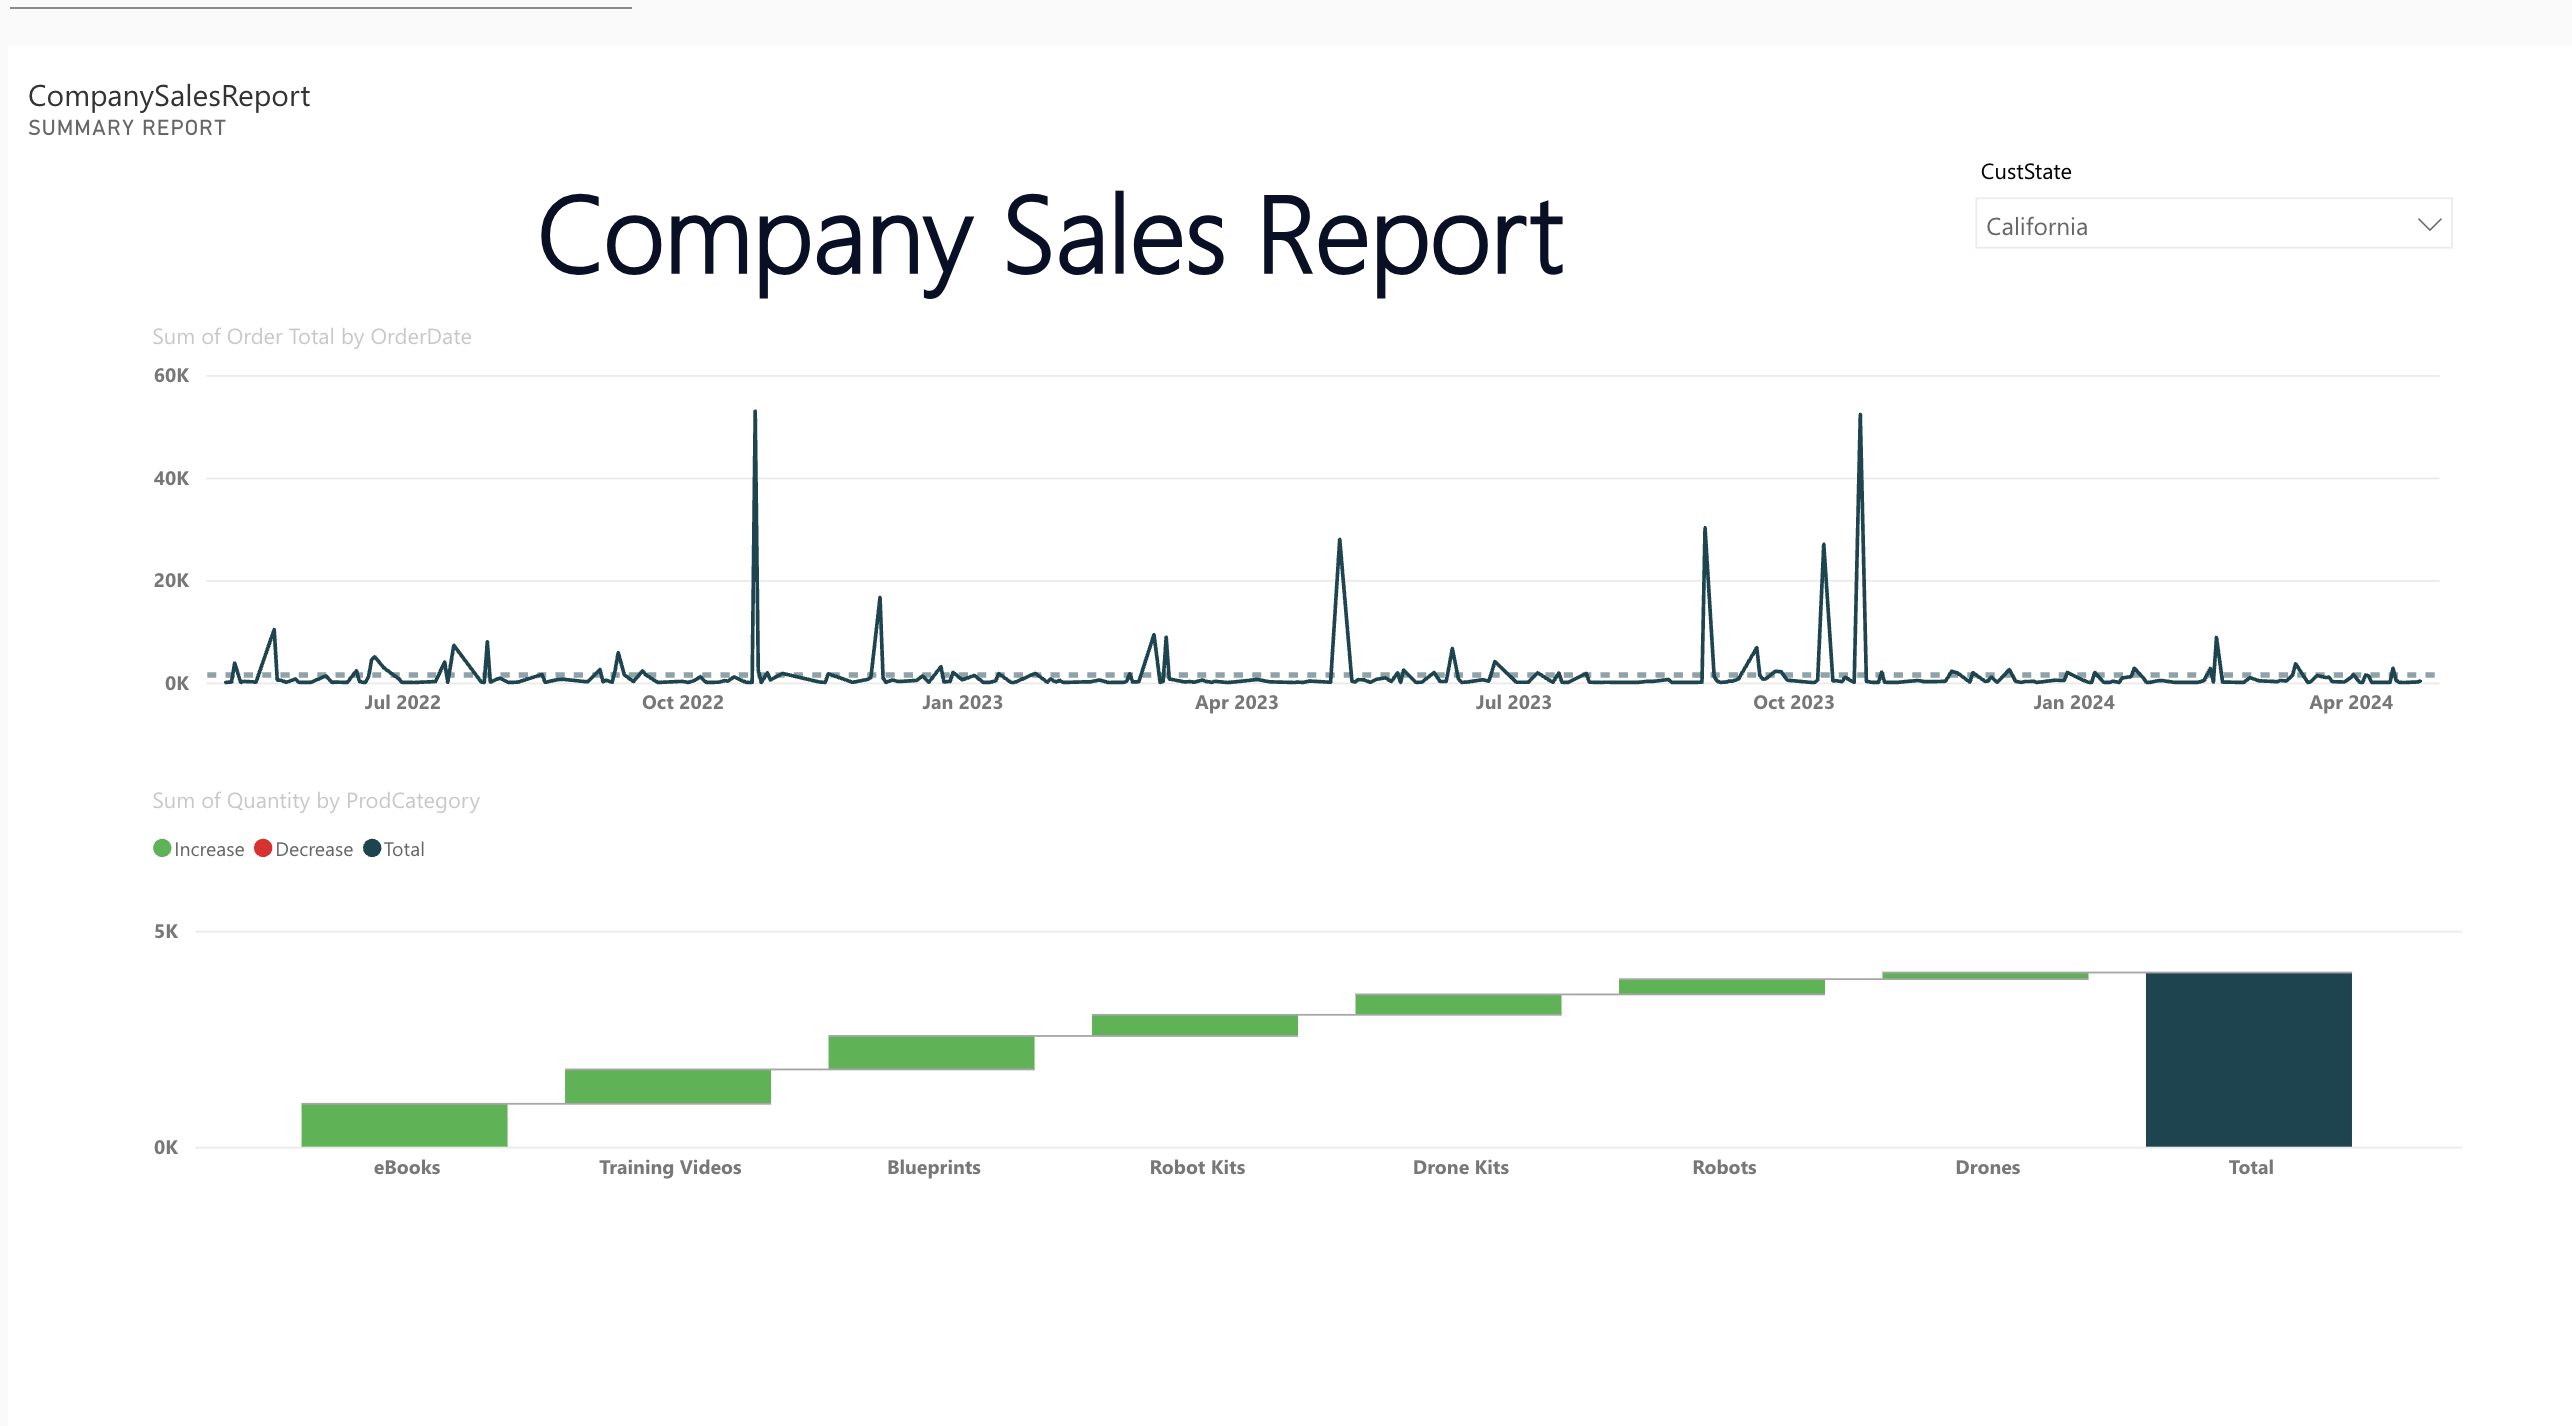 CompanySalesReport
SUMMARY REPORT
CustState
Company Sales Report
California
Sum of Order Total by OrderDate
60K
40K
20K
0K
Jul 2022 Oct 2022 Jan 2023 Apr 2023 Jul 2023 Oct 2023 Jan 2024 Apr 2024
Sum of Quantity by ProdCategory
Increase Decrease Total
5K
0K
eBooks Training Videos Blueprints Robot Kits Drone Kits Robots Drones Total